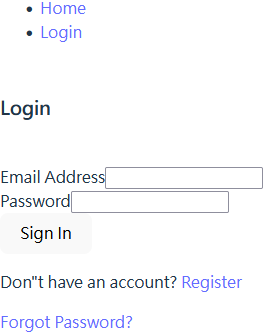 Home
Login
Login
Email Address
Password
Sign In
Don"t have an account? Register
Forgot Password?